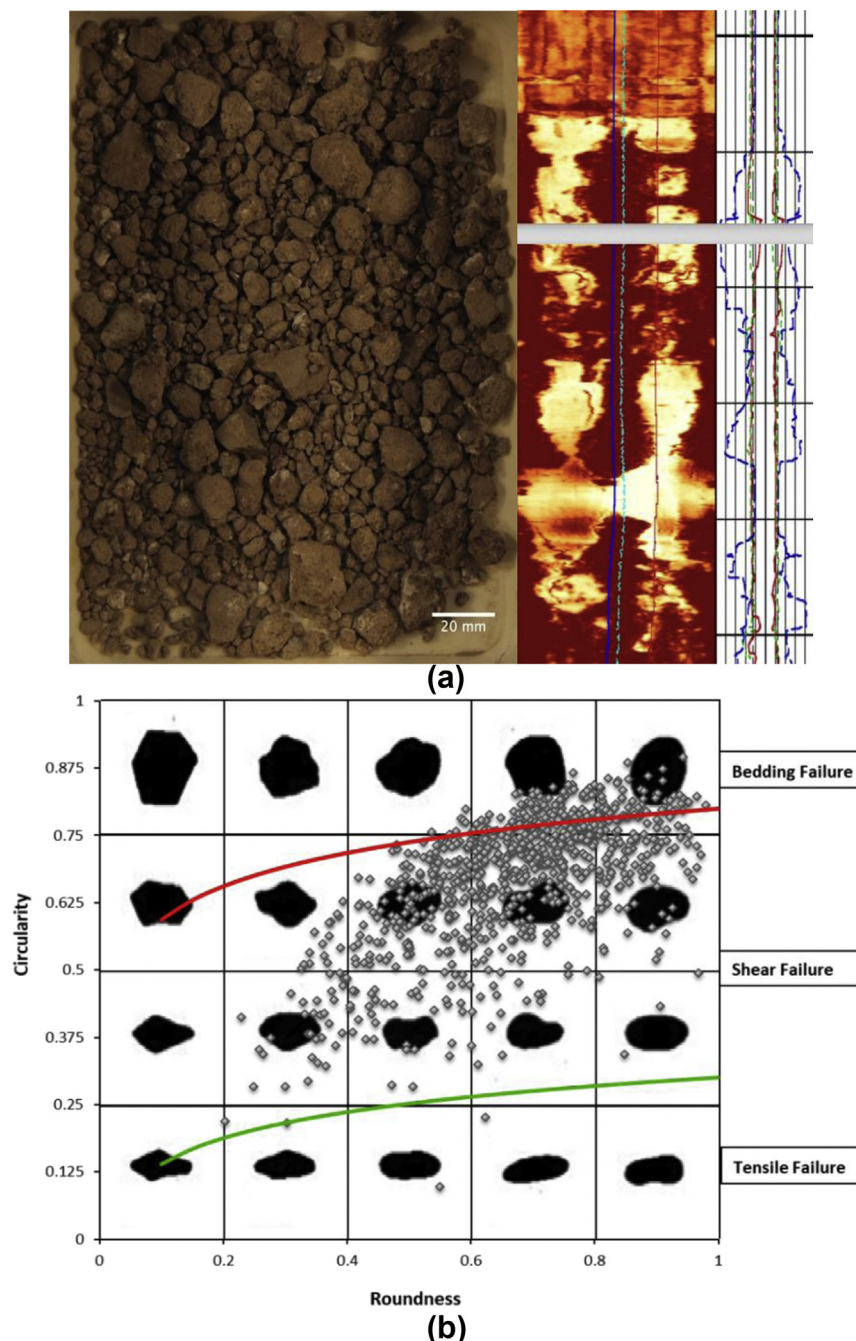 20 mm
(a)
1
0.875
0.75
0.625
0.5
0.375
0.25
0.125
0
Circularity
0
0.2
0.4
0.6
0.8
1
Roundness
Bedding Failure
Shear Failure
Tensile Failure
(b)